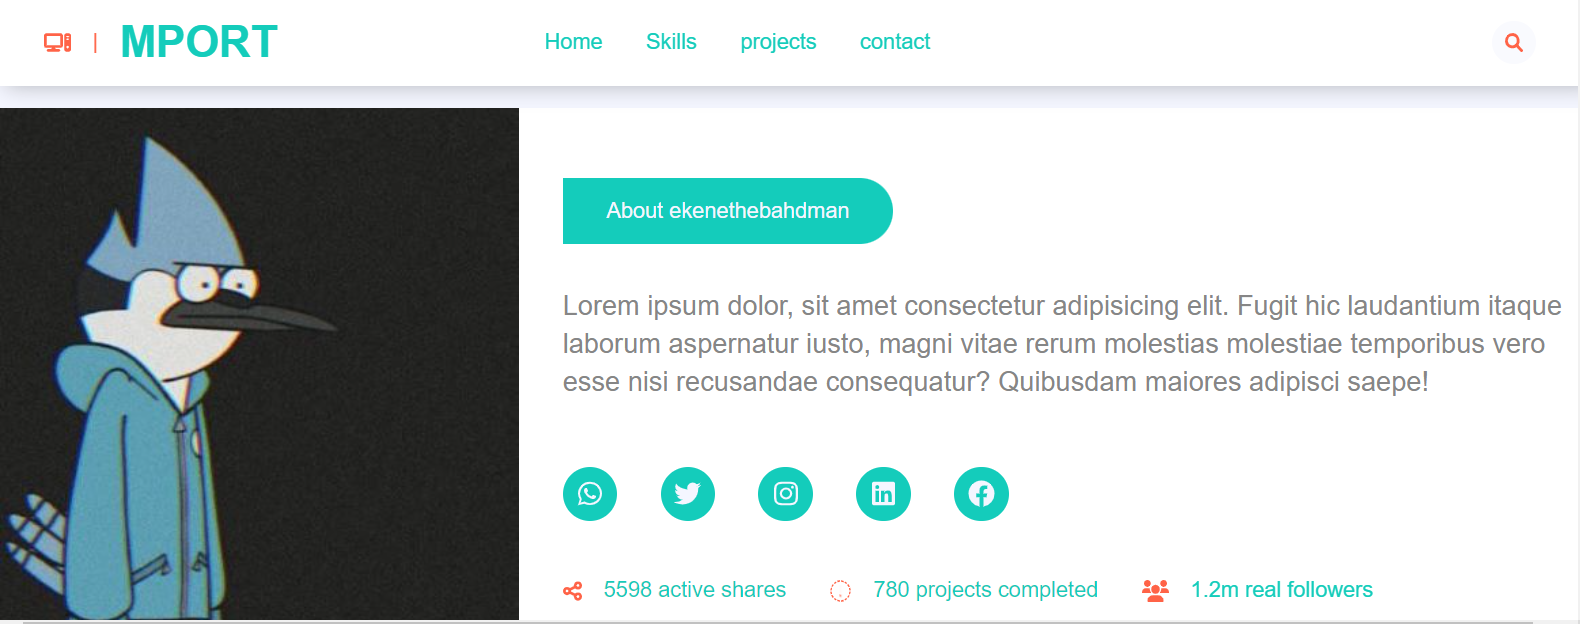 | MPORT
Home Skills projects contact
About ekenethebahdman
Lorem ipsum dolor, sit amet consectetur adipisicing elit. Fugit hic laudantium itaque
laborum aspernatur iusto, magni vitae rerum molestias molestiae temporibus vero
esse nisi recusandae consequatur? Quibusdam maiores adipisci saepe!
5598 active shares 780 projects completed 1.2m real followers